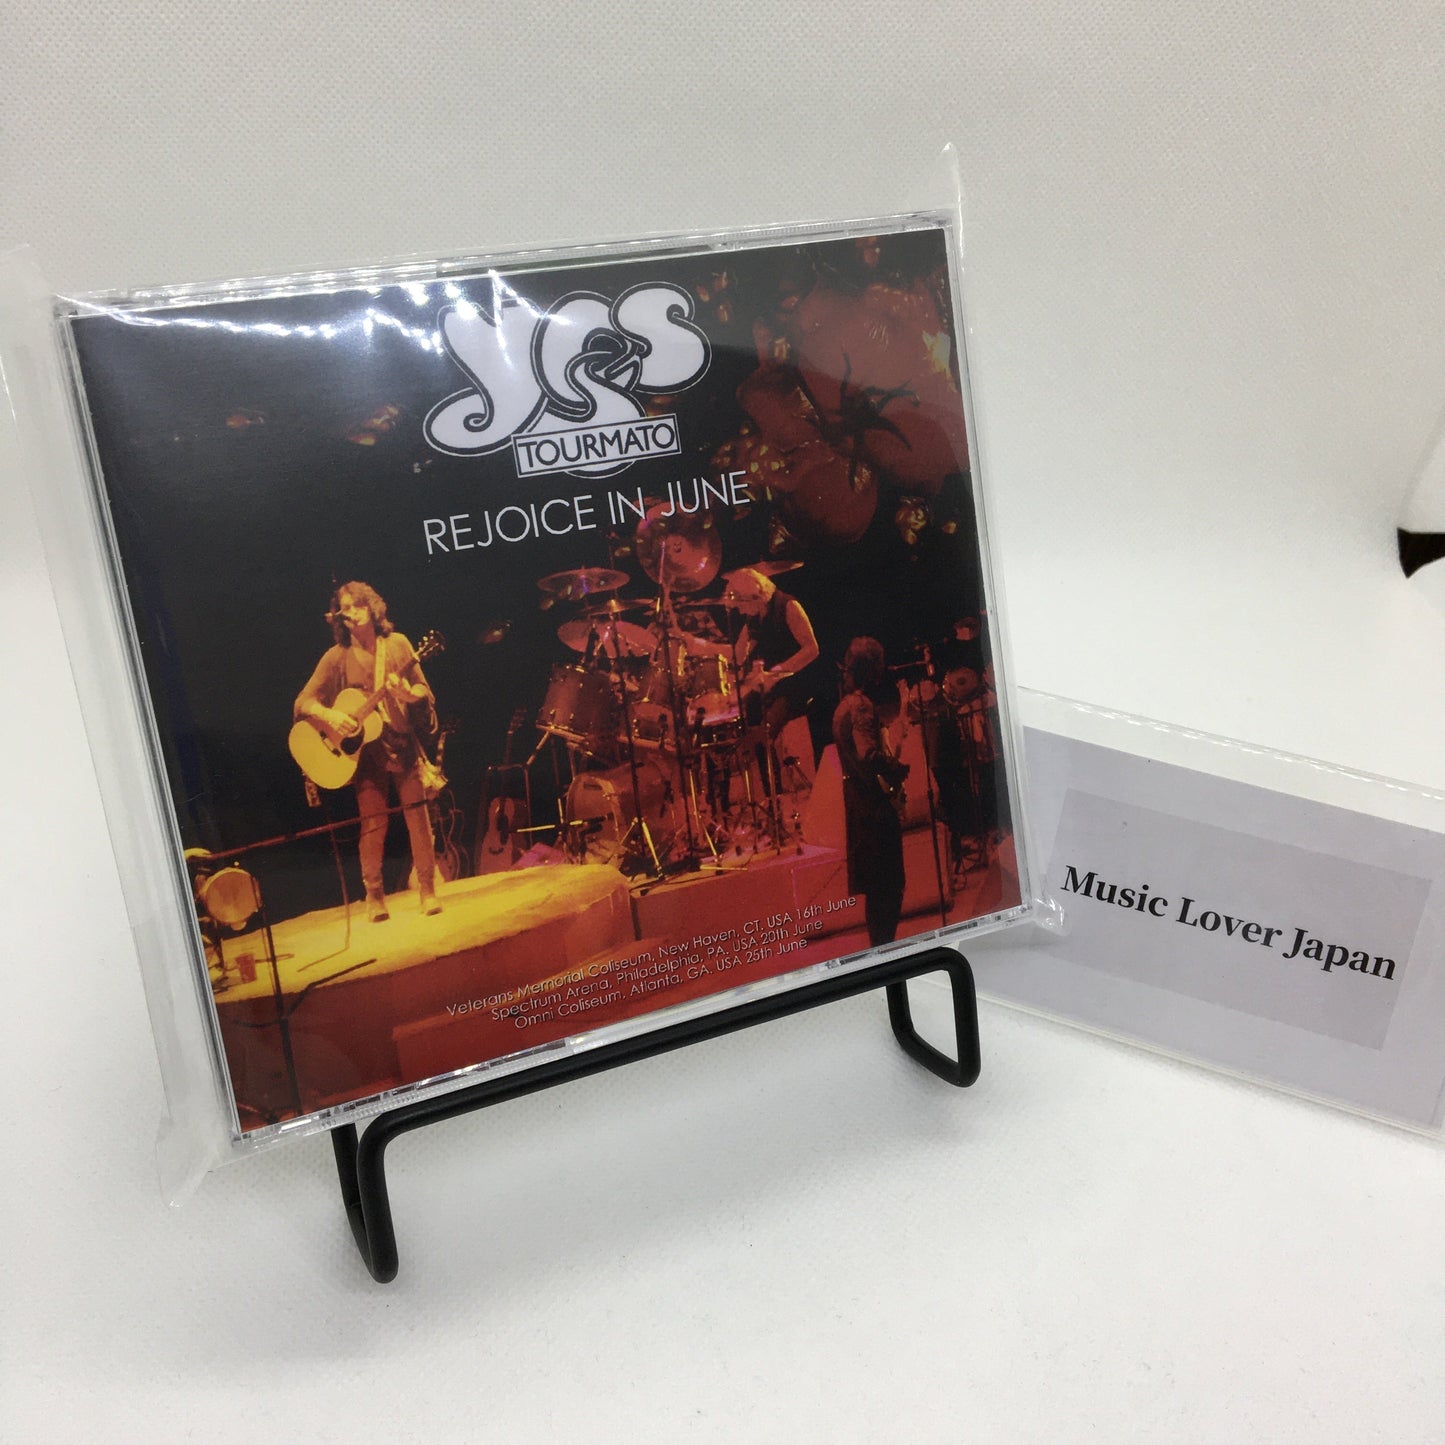 yes
TOURMATO
REJOICE IN JUNE
Veterans Memorial Coliseum, New Haven, CT. USA 16th June
Spectrum Arena, Philadelphia, PA. USA 20th June
Omni Coliseum, Atlanta, GA. USA 25th June
Music Lover Japan